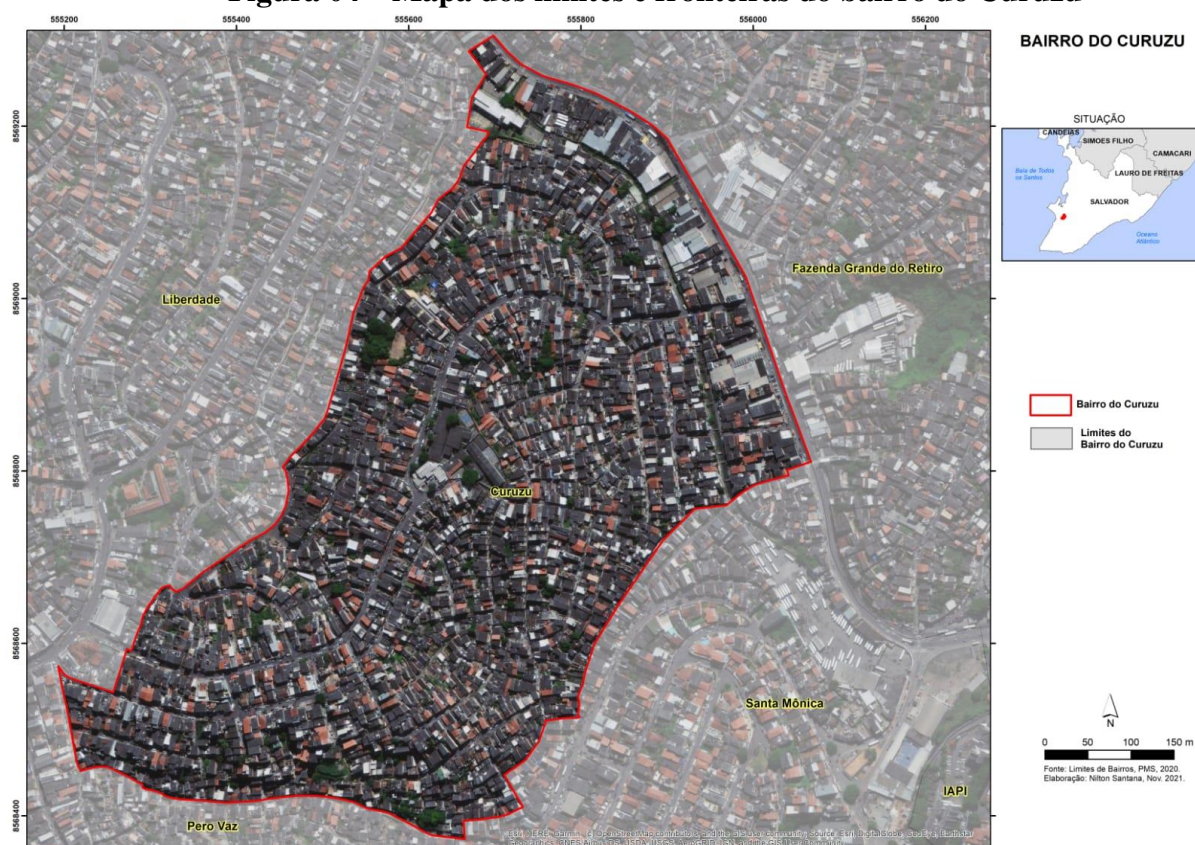 Figura 04 – Mapa dos limites e fronteiras do bairro do Curuzu
555200
555400
555600
555800
556000
556200
BAIRRO DO CURUZU
SITUAÇÃO
CANDEIAS
SIMOES FILHO
CAMACARI
Baia de Todos
os Santos
LAURO DE FREITAS
SALVADOR
Oceano
Atlântico
8569200
8569000
8568800
8568600
8568400
Liberdade
Fazenda Grande do Retiro
Curuzu
Santa Mônica
IAPI
Pero Vaz
Bairro do Curuzu
Limites do
Bairro do Curuzu
N
0 50 100 150 m
Fonte: Limites de Bairros, PMS, 2020.
Elaboração: Nilton Santana, Nov. 2021.